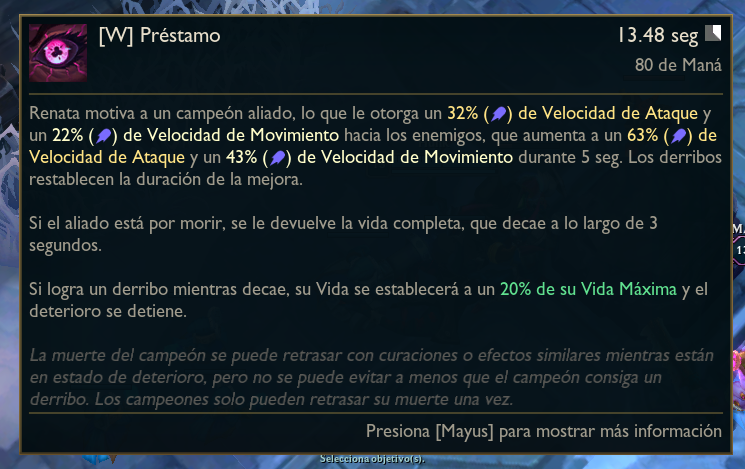 [W] Préstamo
13.48 seg
80 de Maná
Renata motiva a un campeón aliado, lo que le otorga un 32% () de Velocidad de Ataque y
un 22% () de Velocidad de Movimiento hacia los enemigos, que aumenta a un 63% () de
Velocidad de Ataque y un 43% () de Velocidad de Movimiento durante 5 seg. Los derribos
restablecen la duración de la mejora.
Si el aliado está por morir, se le devuelve la vida completa, que decae a lo largo de 3
segundos.
Si logra un derribo mientras decae, su Vida se establecerá a un 20% de su Vida Máxima y el
deterioro se detiene.
La muerte del campeón se puede retrasar con curaciones o efectos similares mientras están
en estado de deterioro, pero no se puede evitar a menos que el campeón consiga un
derribo. Los campeones solo pueden retrasar su muerte una vez.
Presiona [Mayus] para mostrar más información
Selecciona objetivo(s).